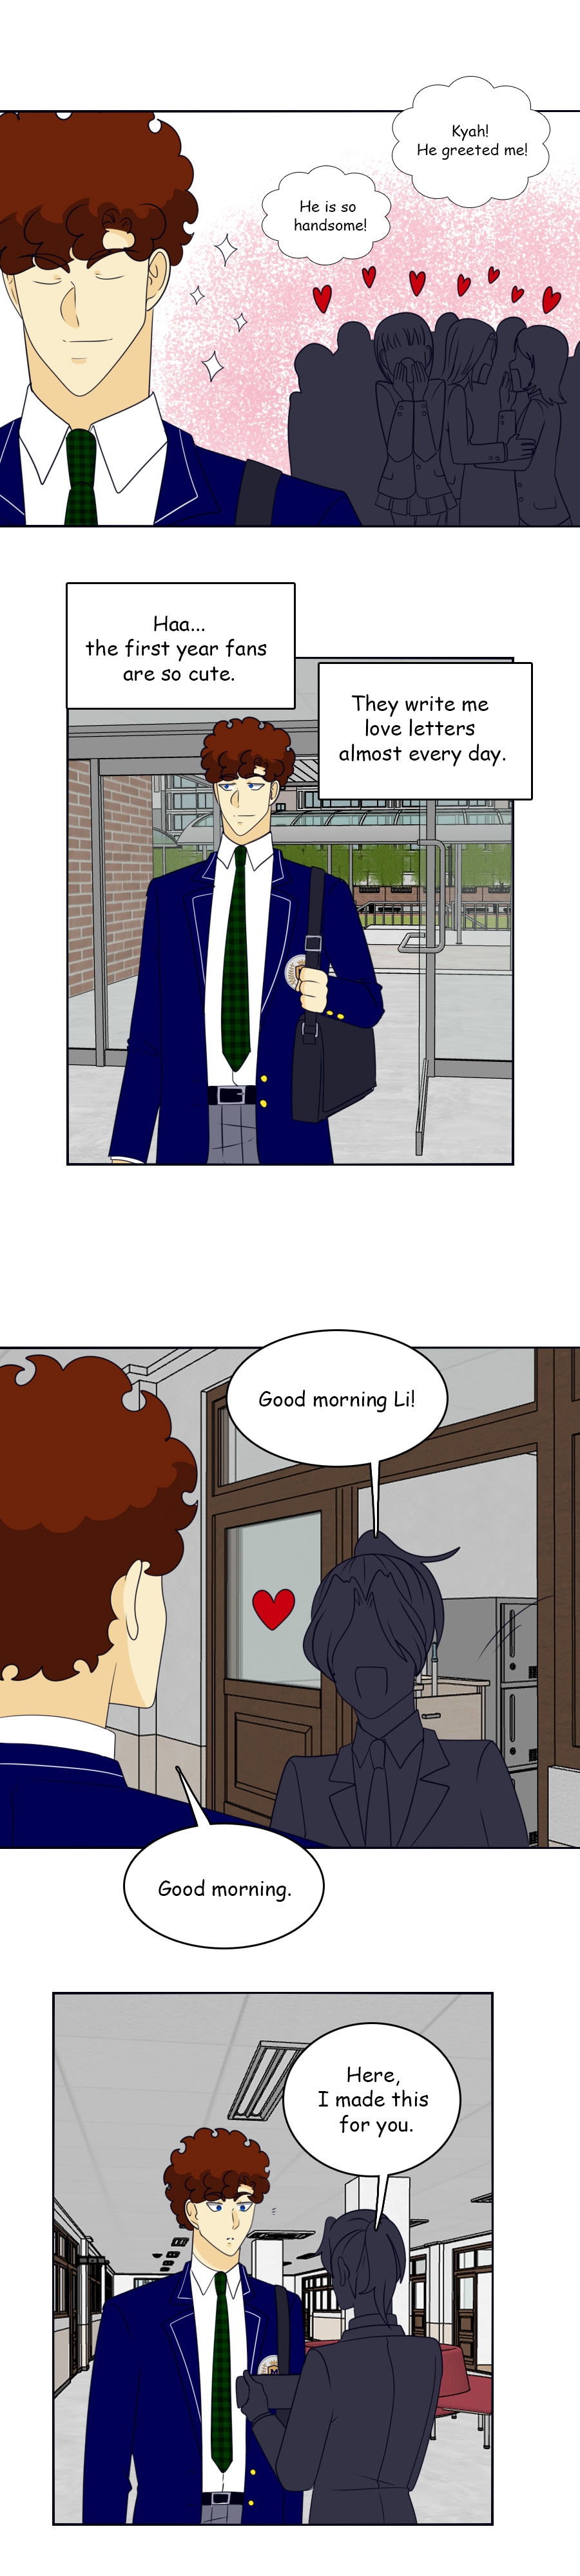 Kyah!
He greeted me!
He is so
handsome!
Haa...
the first year fans
are so cute.
They write me
love letters
almost every day.
Good morning Li!
Good morning.
Here,
I made this
for you.